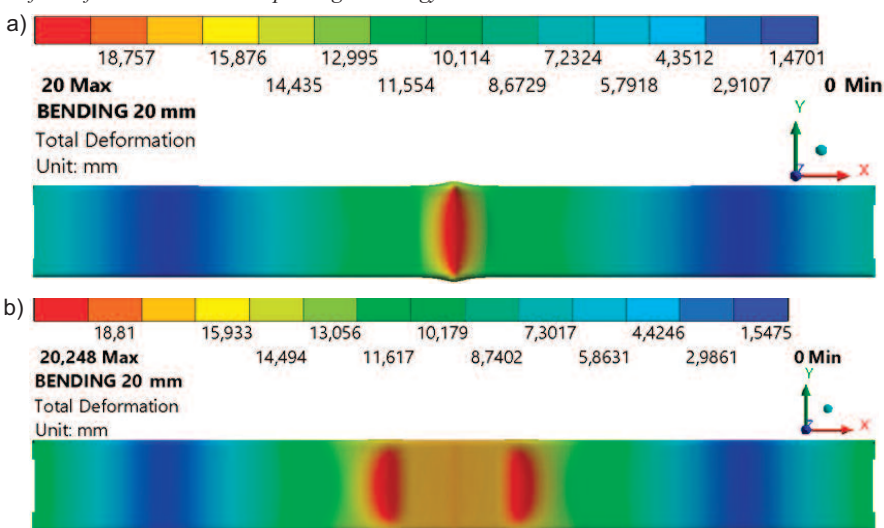 a)
18,757 15,876 12,995 10,114 7,2324 4,3512 1,4701
20 Max 14,435 11,554 8,6729 5,7918 2,9107 0 Min
BENDING 20 mm
Total Deformation
Unit: mm
Y
Z X
b)
18,81 15,933 13,056 10,179 7,3017 4,4246 1,5475
20,248 Max 14,494 11,617 8,7402 5,8631 2,9861 0 Min
BENDING 20 mm
Total Deformation
Unit: mm
Y
X